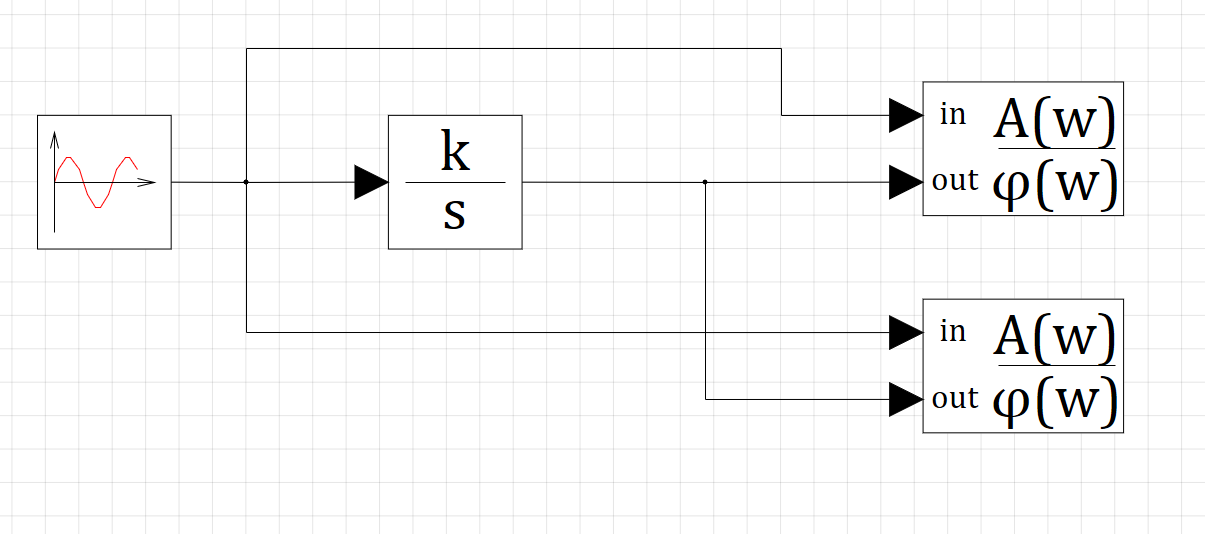 k
s
in A(w)
out φ(w)
in A(w)
out φ(w)